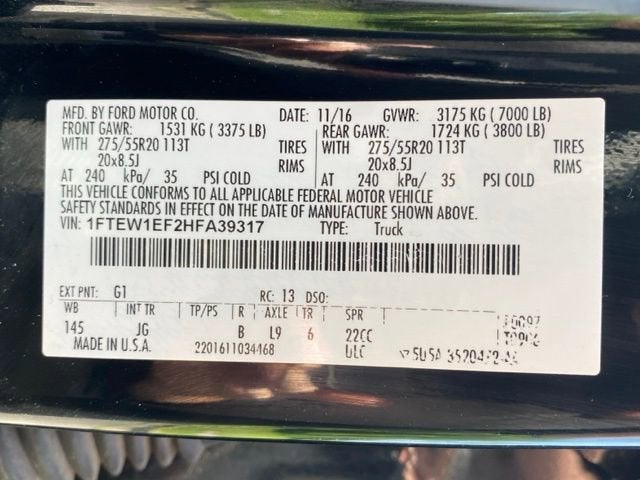 MFD. BY FORD MOTOR CO. DATE: 11/16 GVWR: 3175 KG ( 7000 LB)
FRONT GAWR: 1531 KG ( 3375 LB) REAR GAWR: 1724 KG ( 3800 LB)
WITH 275/55R20 113T TIRES WITH 275/55R20 113T TIRES
20x8.5J RIMS 20x8.5J RIMS
AT 240 kPa/ 35 PSI COLD AT 240 kPa/ 35 PSI COLD
THIS VEHICLE CONFORMS TO ALL APPLICABLE FEDERAL MOTOR VEHICLE
SAFETY STANDARDS IN EFFECT ON THE DATE OF MANUFACTURE SHOWN ABOVE.
VIN: 1FTEW1EF2HFA39317 TYPE: Truck
EXT PNT: G1 RC: 13 DSO:
WB INT TR TP/PS R AXLE TR SPR
145 JG B L9 6 22CC
MADE IN U.S.A. 2201611034468